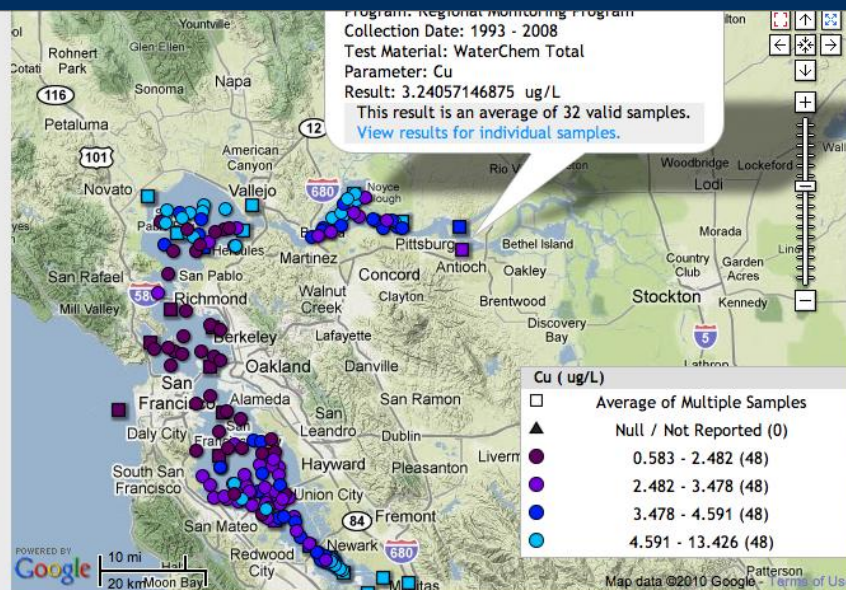 Program: Regional Monitoring Program
Collection Date: 1993 - 2008
Test Material: WaterChem Total
Parameter: Cu
Result: 3.24057146875 ug/L
This result is an average of 32 valid samples.
View results for individual samples.
Yountville
Rohnert
Park
Cotati
Glen Ellen
Sonoma
Napa
116
Petaluma
12
101
American
Canyon
Novato
Vallejo
680
Noyce
Rio
Woodbridge
Lockeford
Lodi
Hercules
Pittsburg
Bethel Island
Morada
Martinez
Concord
Antioch
Oakley
Country
Club
Garden
Acres
San Rafael
San Pablo
580
Richmond
Walnut
Creek
Clayton
Brentwood
Stockton
Kennedy
Mill Valley
Berkeley
Lafayette
Discovery
Bay
5
Oakland
Danville
Lathrop
San
Francisco
Alameda
San
Leandro
San Ramon
Daly City
San
Dublin
Hayward
Pleasanton
Liverm
South San
Francisco
Union City
San Mateo
84
Fremont
Redwood
City
Newark
680
Moon Bay
Patterson
Cu ( ug/L)
Average of Multiple Samples
Null / Not Reported (0)
0.583 - 2.482 (48)
2.482 - 3.478 (48)
3.478 - 4.591 (48)
4.591 - 13.426 (48)
POWERED BY
Google
10 mi
20 km
Map data ©2010 Google - Terms of Us